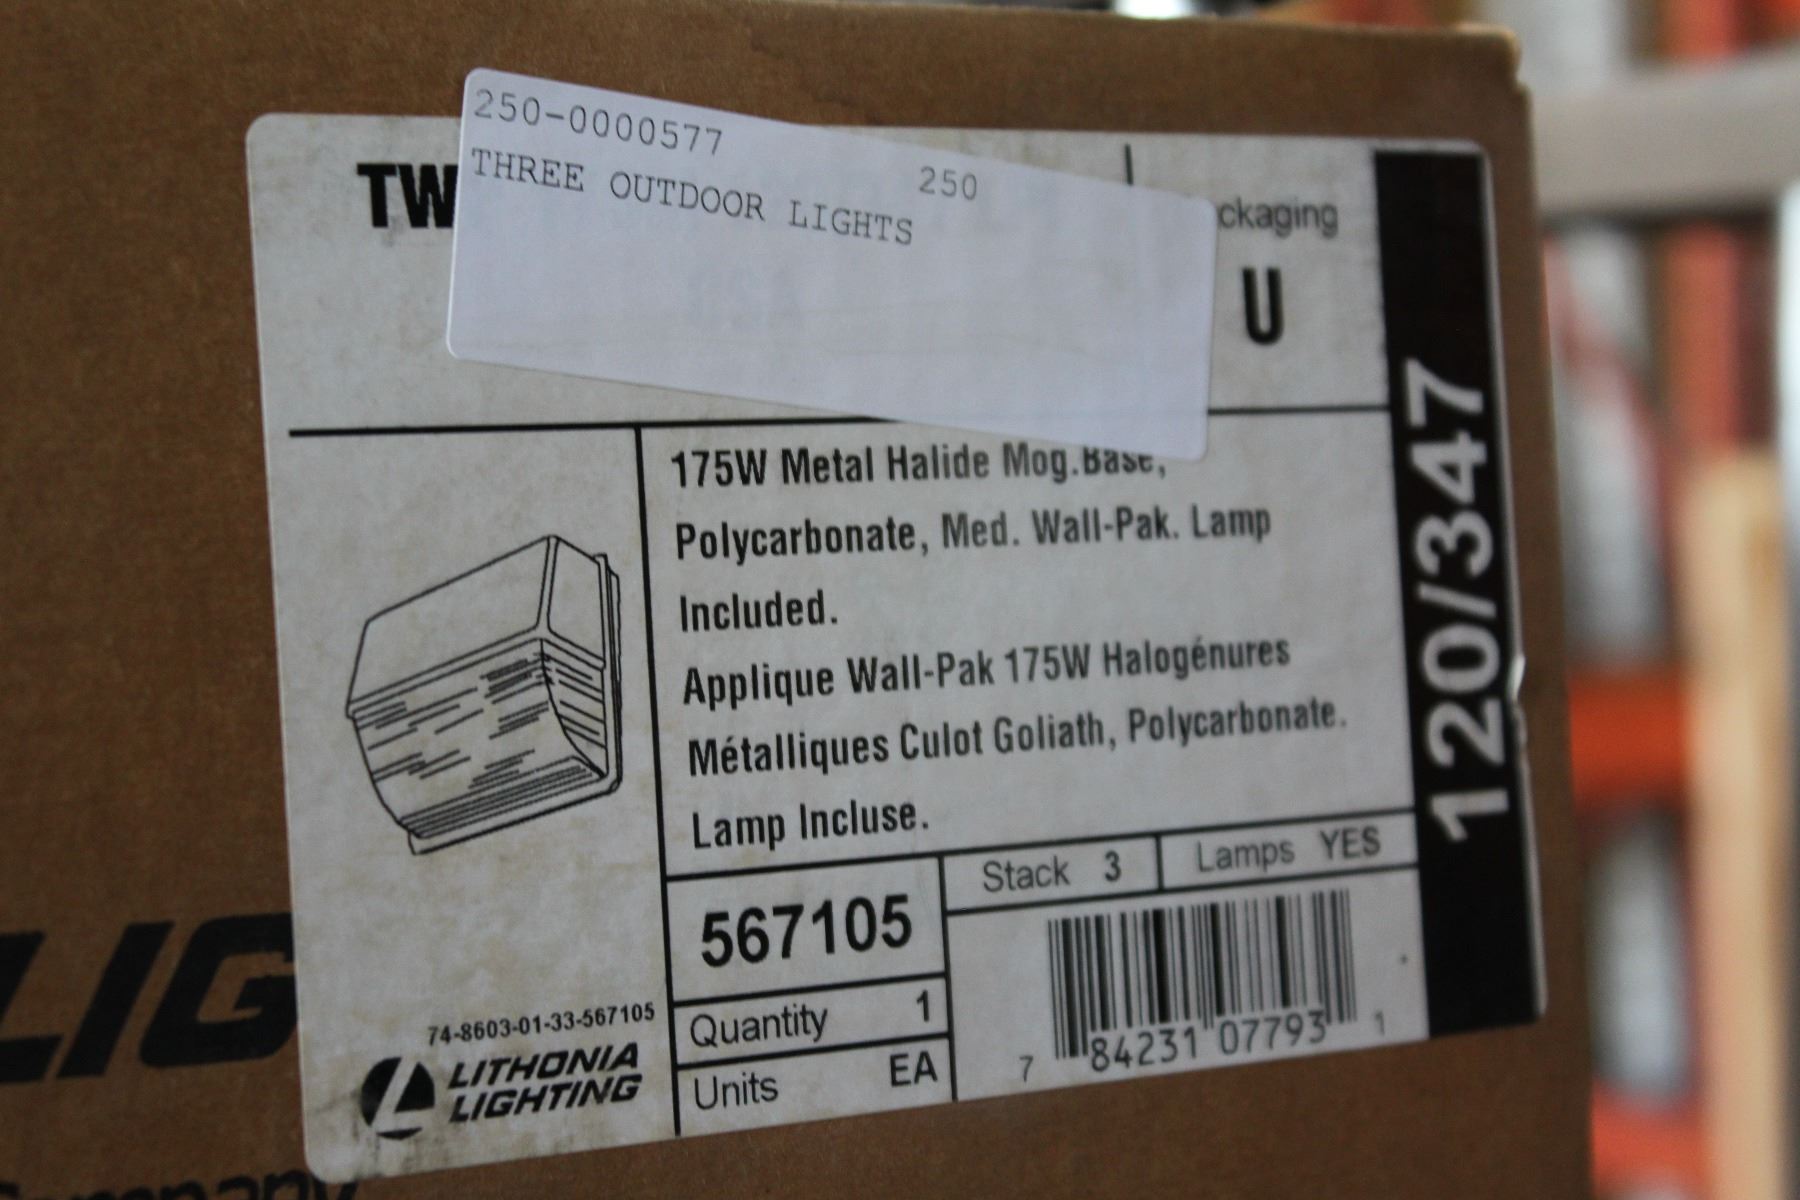 250-0000577
250
THREE OUTDOOR LIGHTS
TW
ckaging
U
120/347
175W Metal Halide Mog.Base,
Polycarbonate, Med. Wall-Pak. Lamp
Included.
Applique Wall-Pak 175W Halogénures
Métalliques Culot Goliath, Polycarbonate.
Lamp Incluse.
Stack 3
Lamps YES
567105
Quantity 1
Units EA
7 84231 07793 1
74-8603-01-33-567105
LITHONIA
LIGHTING
LIG
Company